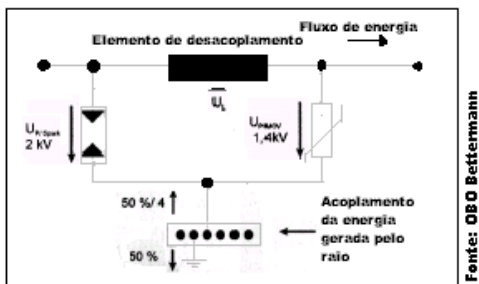 Fluxo de energia
Elemento de desacoplamento
U
2 kV
1,4kV
50 %/4
Acoplamento
da energia
gerada pelo
raio
50 %
Fonte: OBO Bettermann